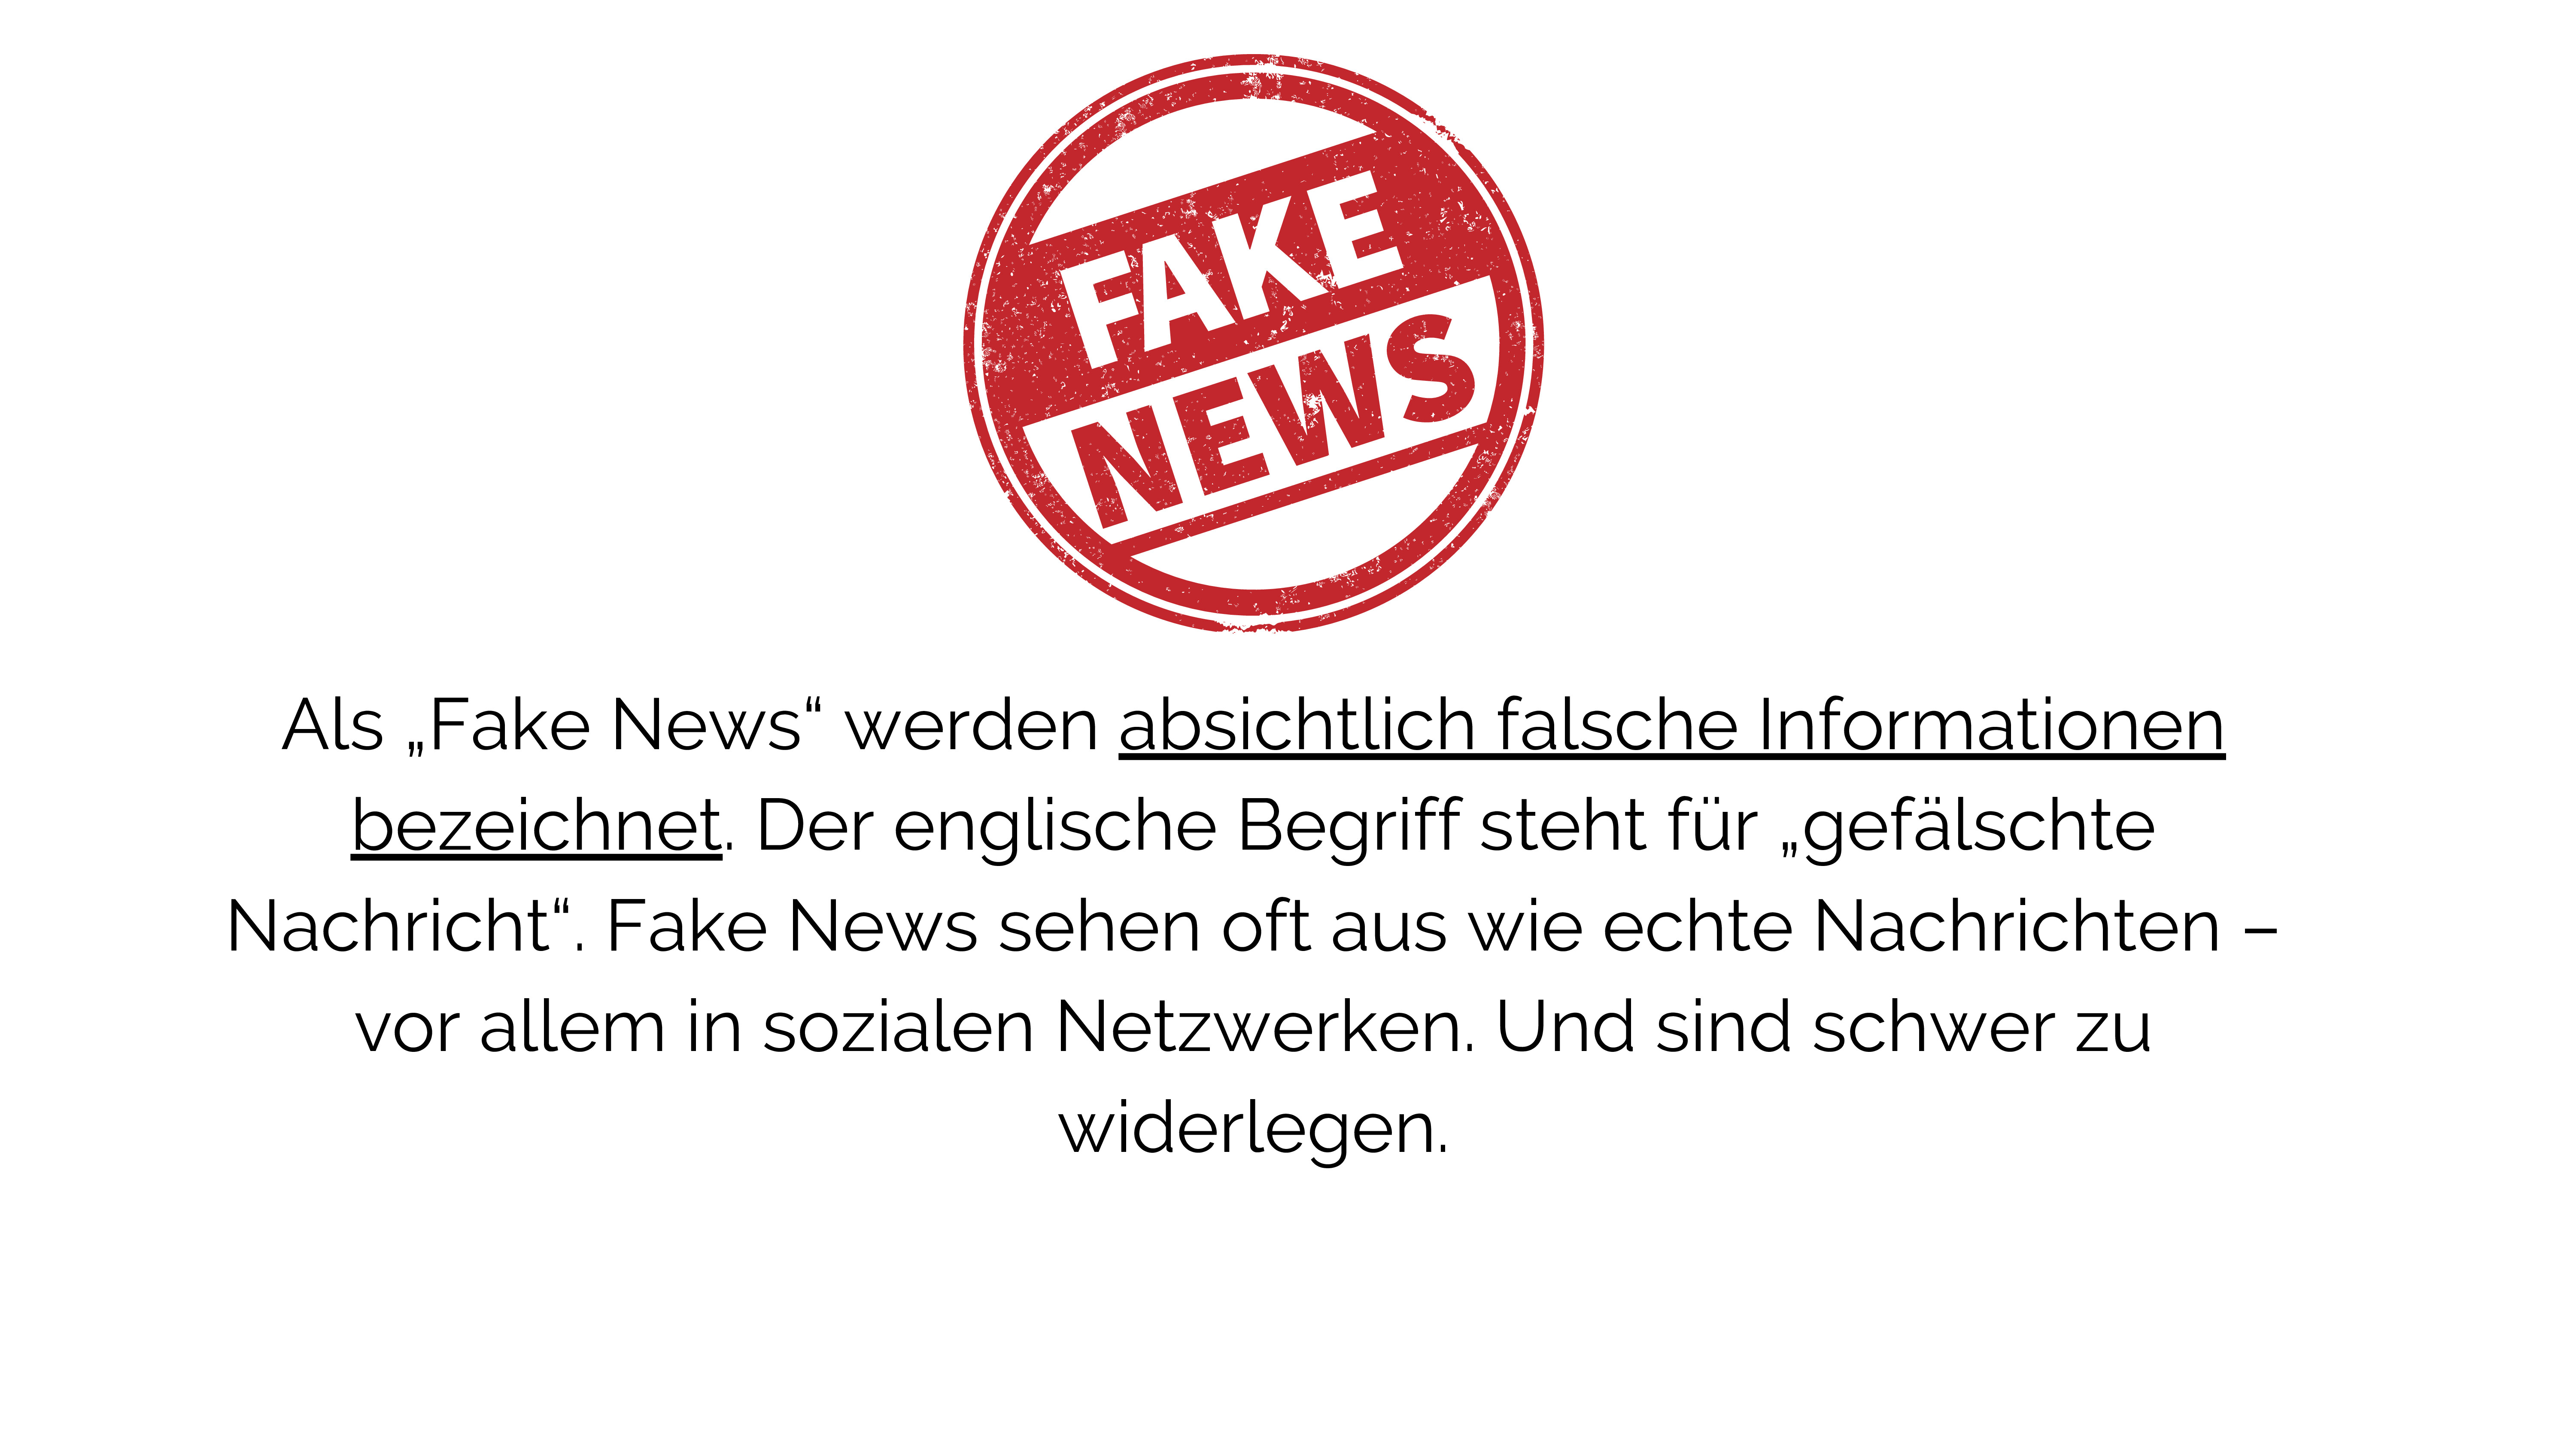 FAKE
NEWS
Als „Fake News“ werden absichtlich falsche Informationen
bezeichnet. Der englische Begriff steht für „gefälschte
Nachricht“. Fake News sehen oft aus wie echte Nachrichten –
vor allem in sozialen Netzwerken. Und sind schwer zu
widerlegen.